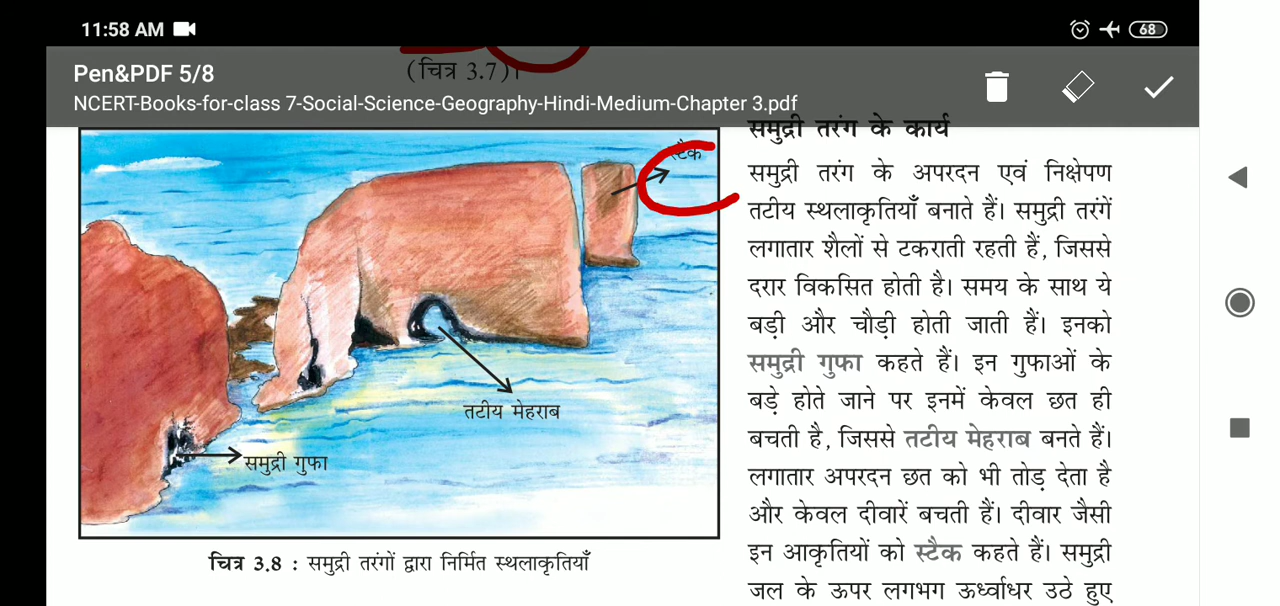 11:58 AM
68
Pen&PDF 5/8
NCERT-Books-for-class 7-Social-Science-Geography-Hindi-Medium-Chapter 3.pdf
(चित्र 3.7)।
स्टैक
तटीय मेहराब
समुद्री गुफा
चित्र 3.8 : समुद्री तरंगों द्वारा निर्मित स्थलाकृतियाँ
समुद्री तरंग के कार्य
समुद्री तरंग के अपरदन एवं निक्षेपण
तटीय स्थलाकृतियाँ बनाते हैं। समुद्री तरंगें
लगातार शैलों से टकराती रहती हैं, जिससे
दरार विकसित होती है। समय के साथ ये
बड़ी और चौड़ी होती जाती हैं। इनको
समुद्री गुफा कहते हैं। इन गुफाओं के
बड़े होते जाने पर इनमें केवल छत ही
बचती है, जिससे तटीय मेहराब बनते हैं।
लगातार अपरदन छत को भी तोड़ देता है
और केवल दीवारें बचती हैं। दीवार जैसी
इन आकृतियों को स्टैक कहते हैं। समुद्री
जल के ऊपर लगभग ऊर्ध्वाधर उठे हुए